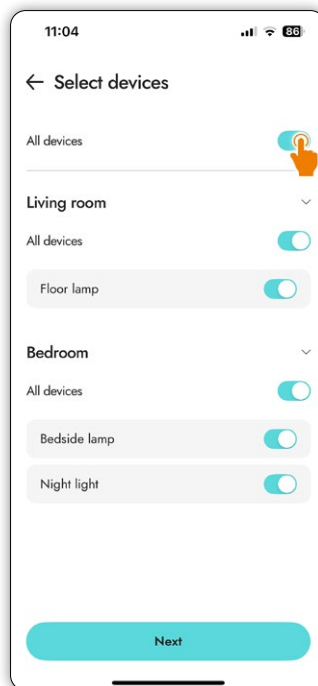 11:04
86
Select devices
All devices
Living room
All devices
Floor lamp
Bedroom
All devices
Bedside lamp
Night light
Next